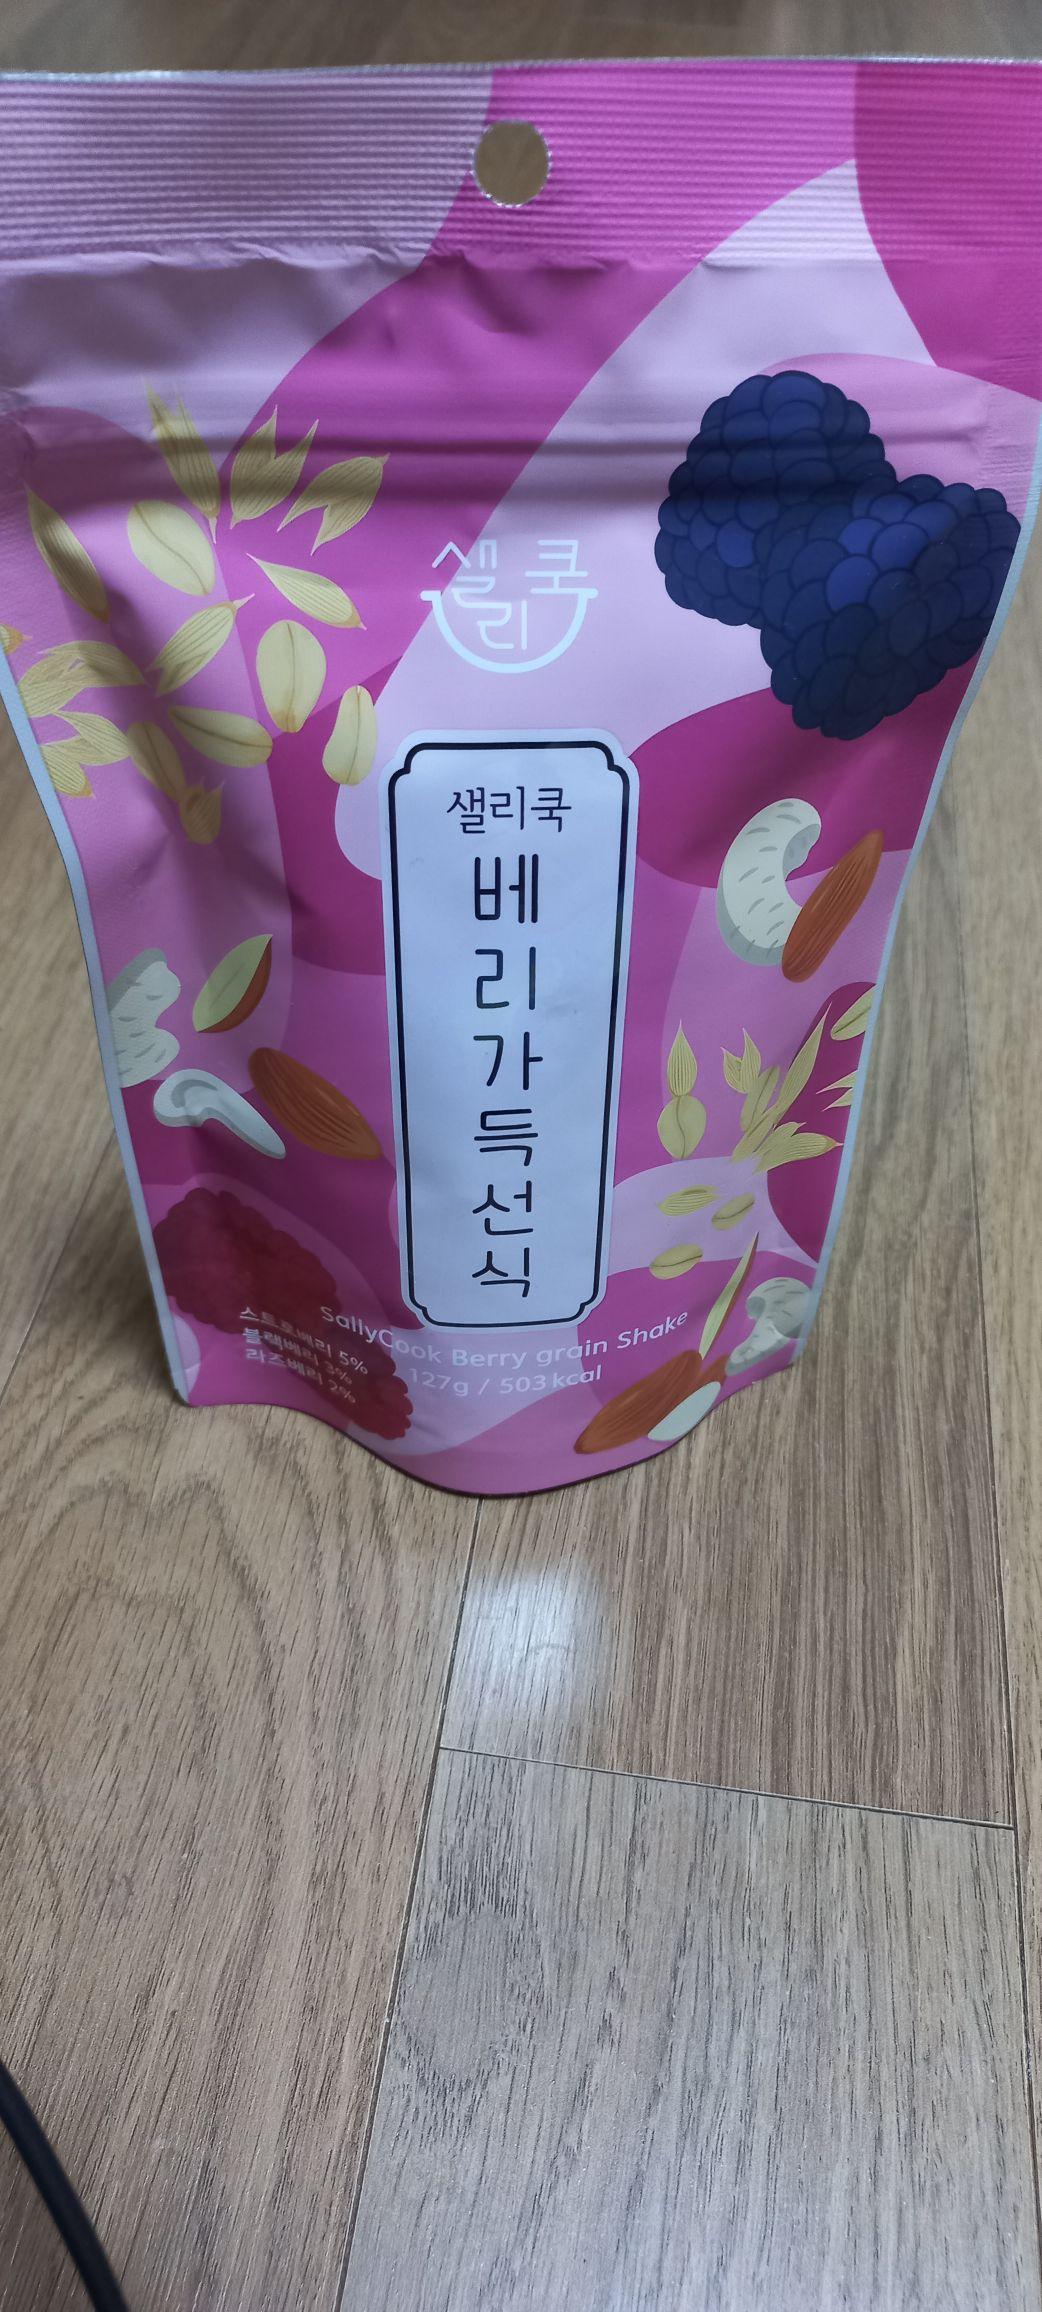 샐리쿡
샐리쿡
베리가득선식
스트로베리 5%
블랙베리 3%
라즈베리 2%
SallyCook Berry grain Shake
127g / 503 kcal